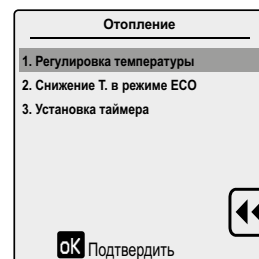 Отопление
1. Регулировка температуры
2. Снижение Т. в режиме ECO
3. Установка таймера
oK Подтвердить